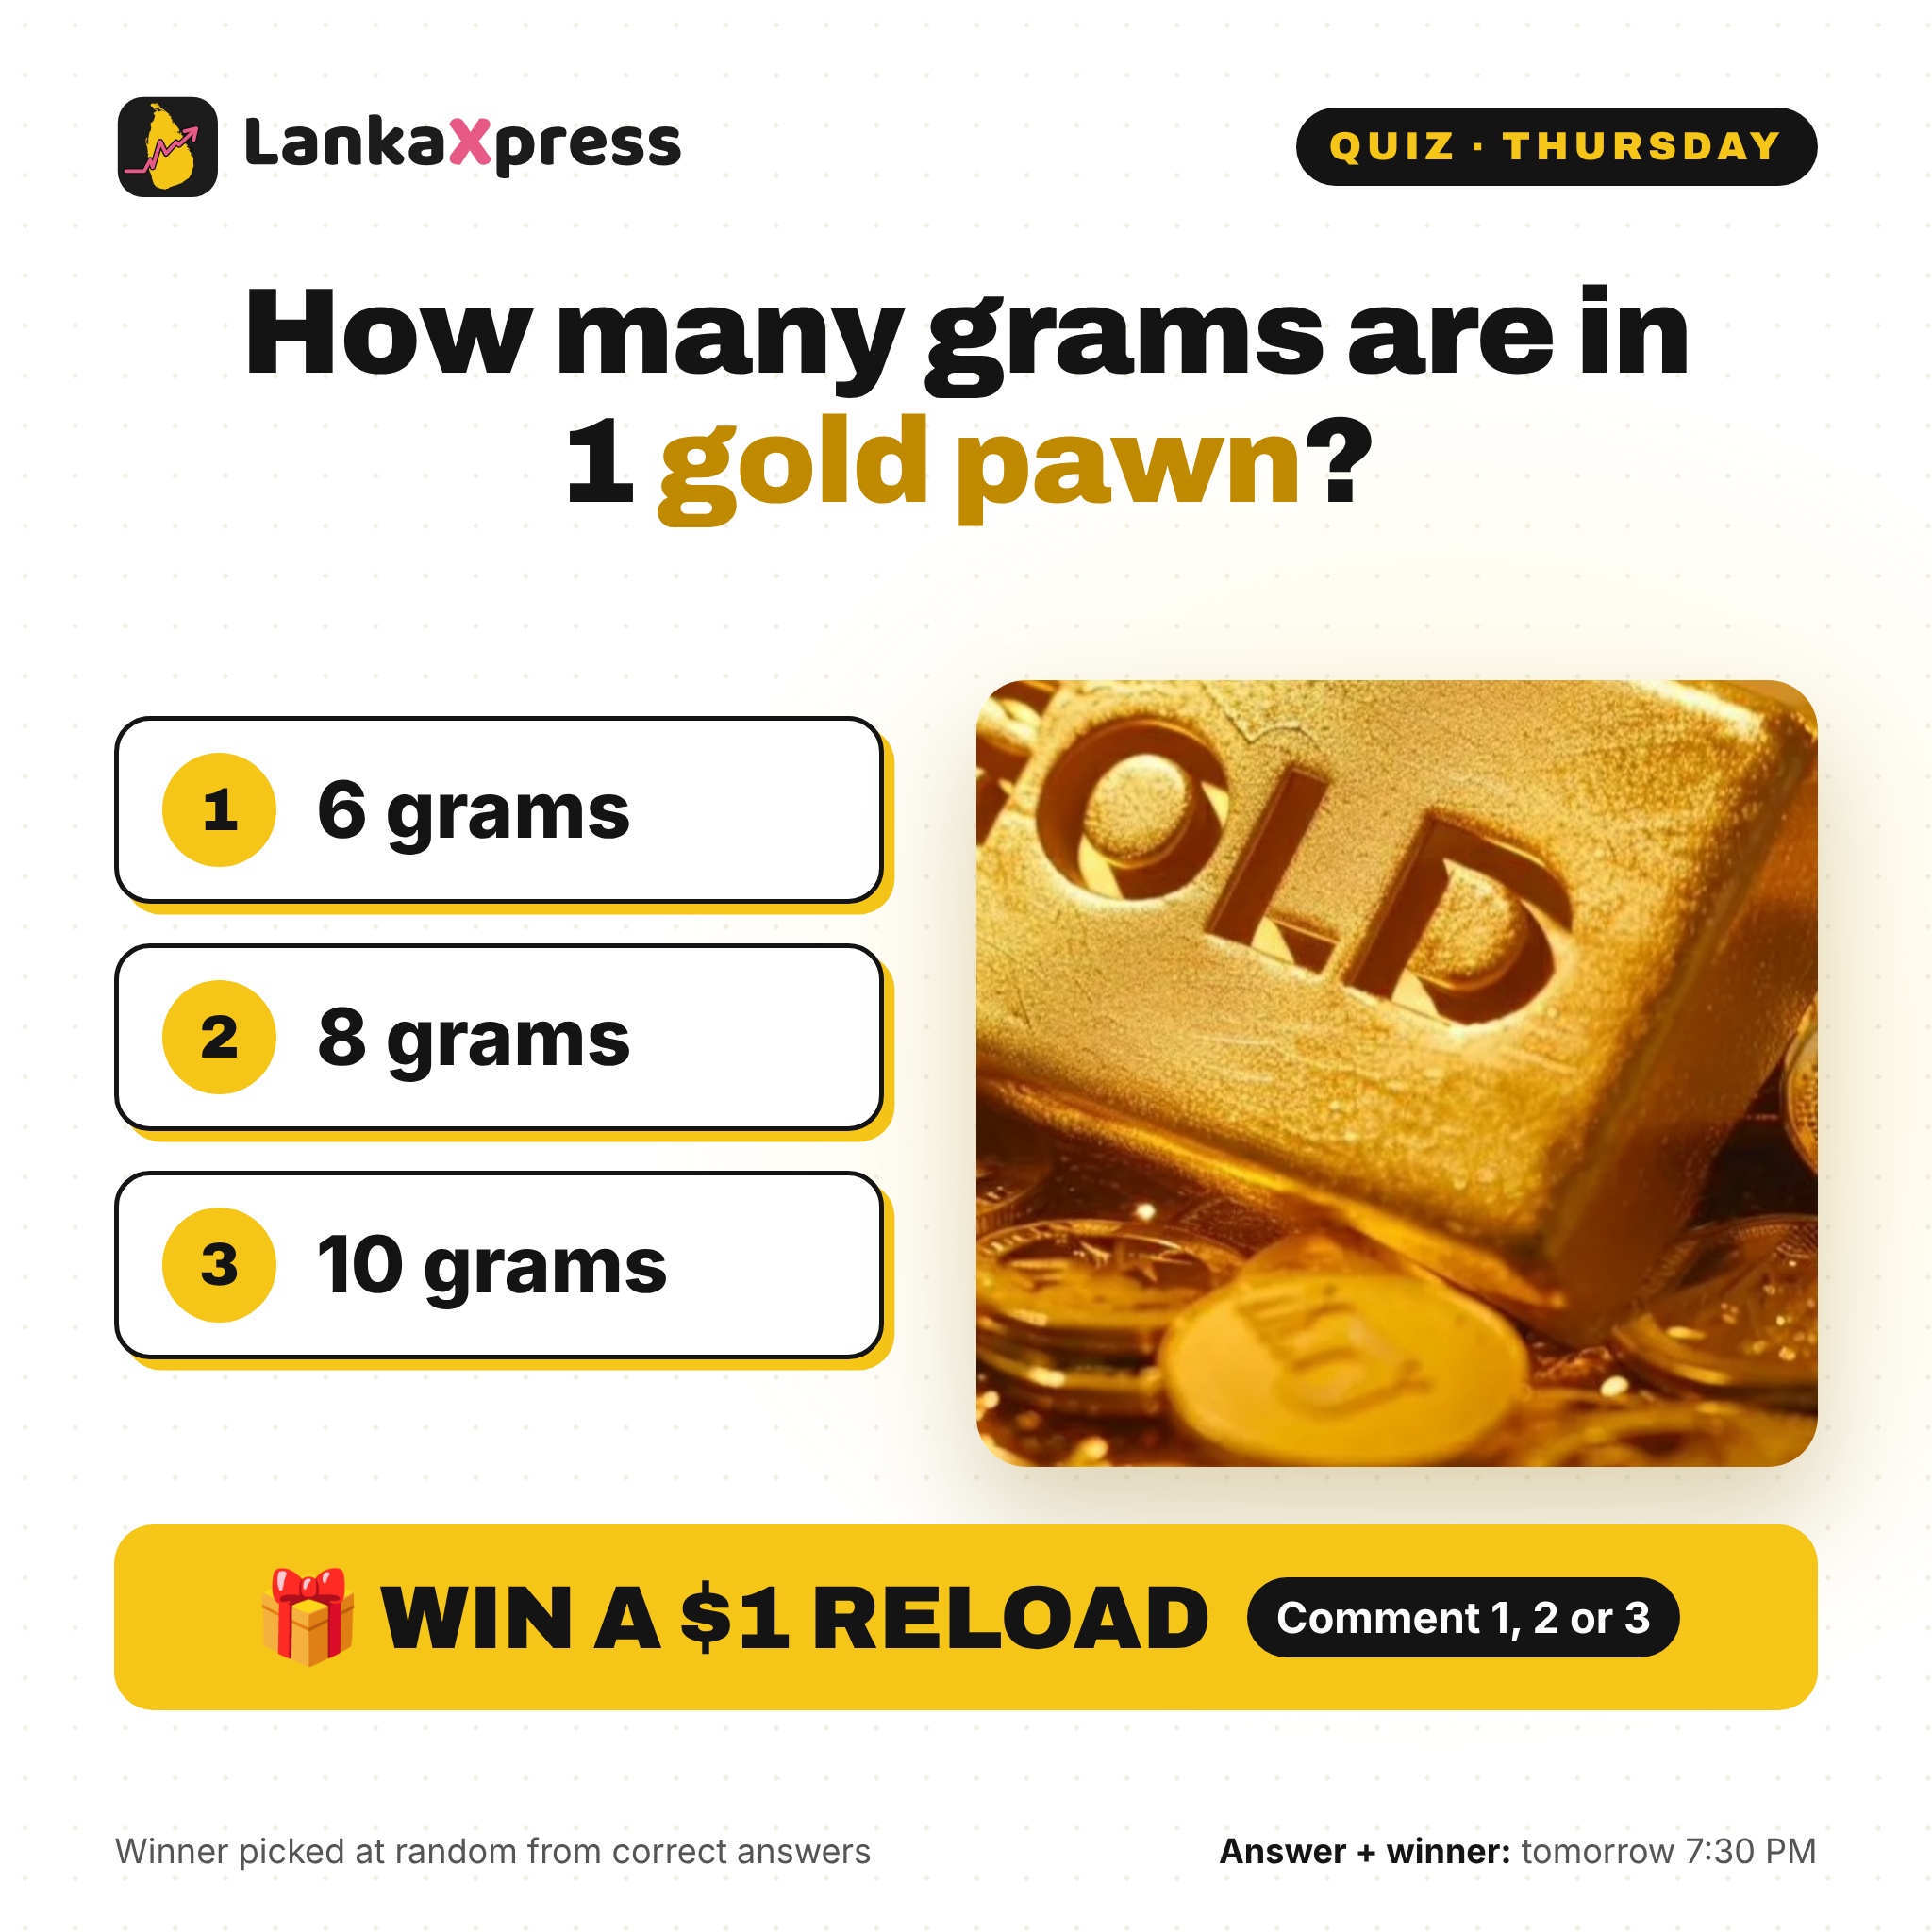 LankaXpress
QUIZ · THURSDAY
How many grams are in
1 gold pawn?
1 6 grams
2 8 grams
3 10 grams
OLD
🎁 WIN A $1 RELOAD
Comment 1, 2 or 3
Winner picked at random from correct answers
Answer + winner: tomorrow 7:30 PM